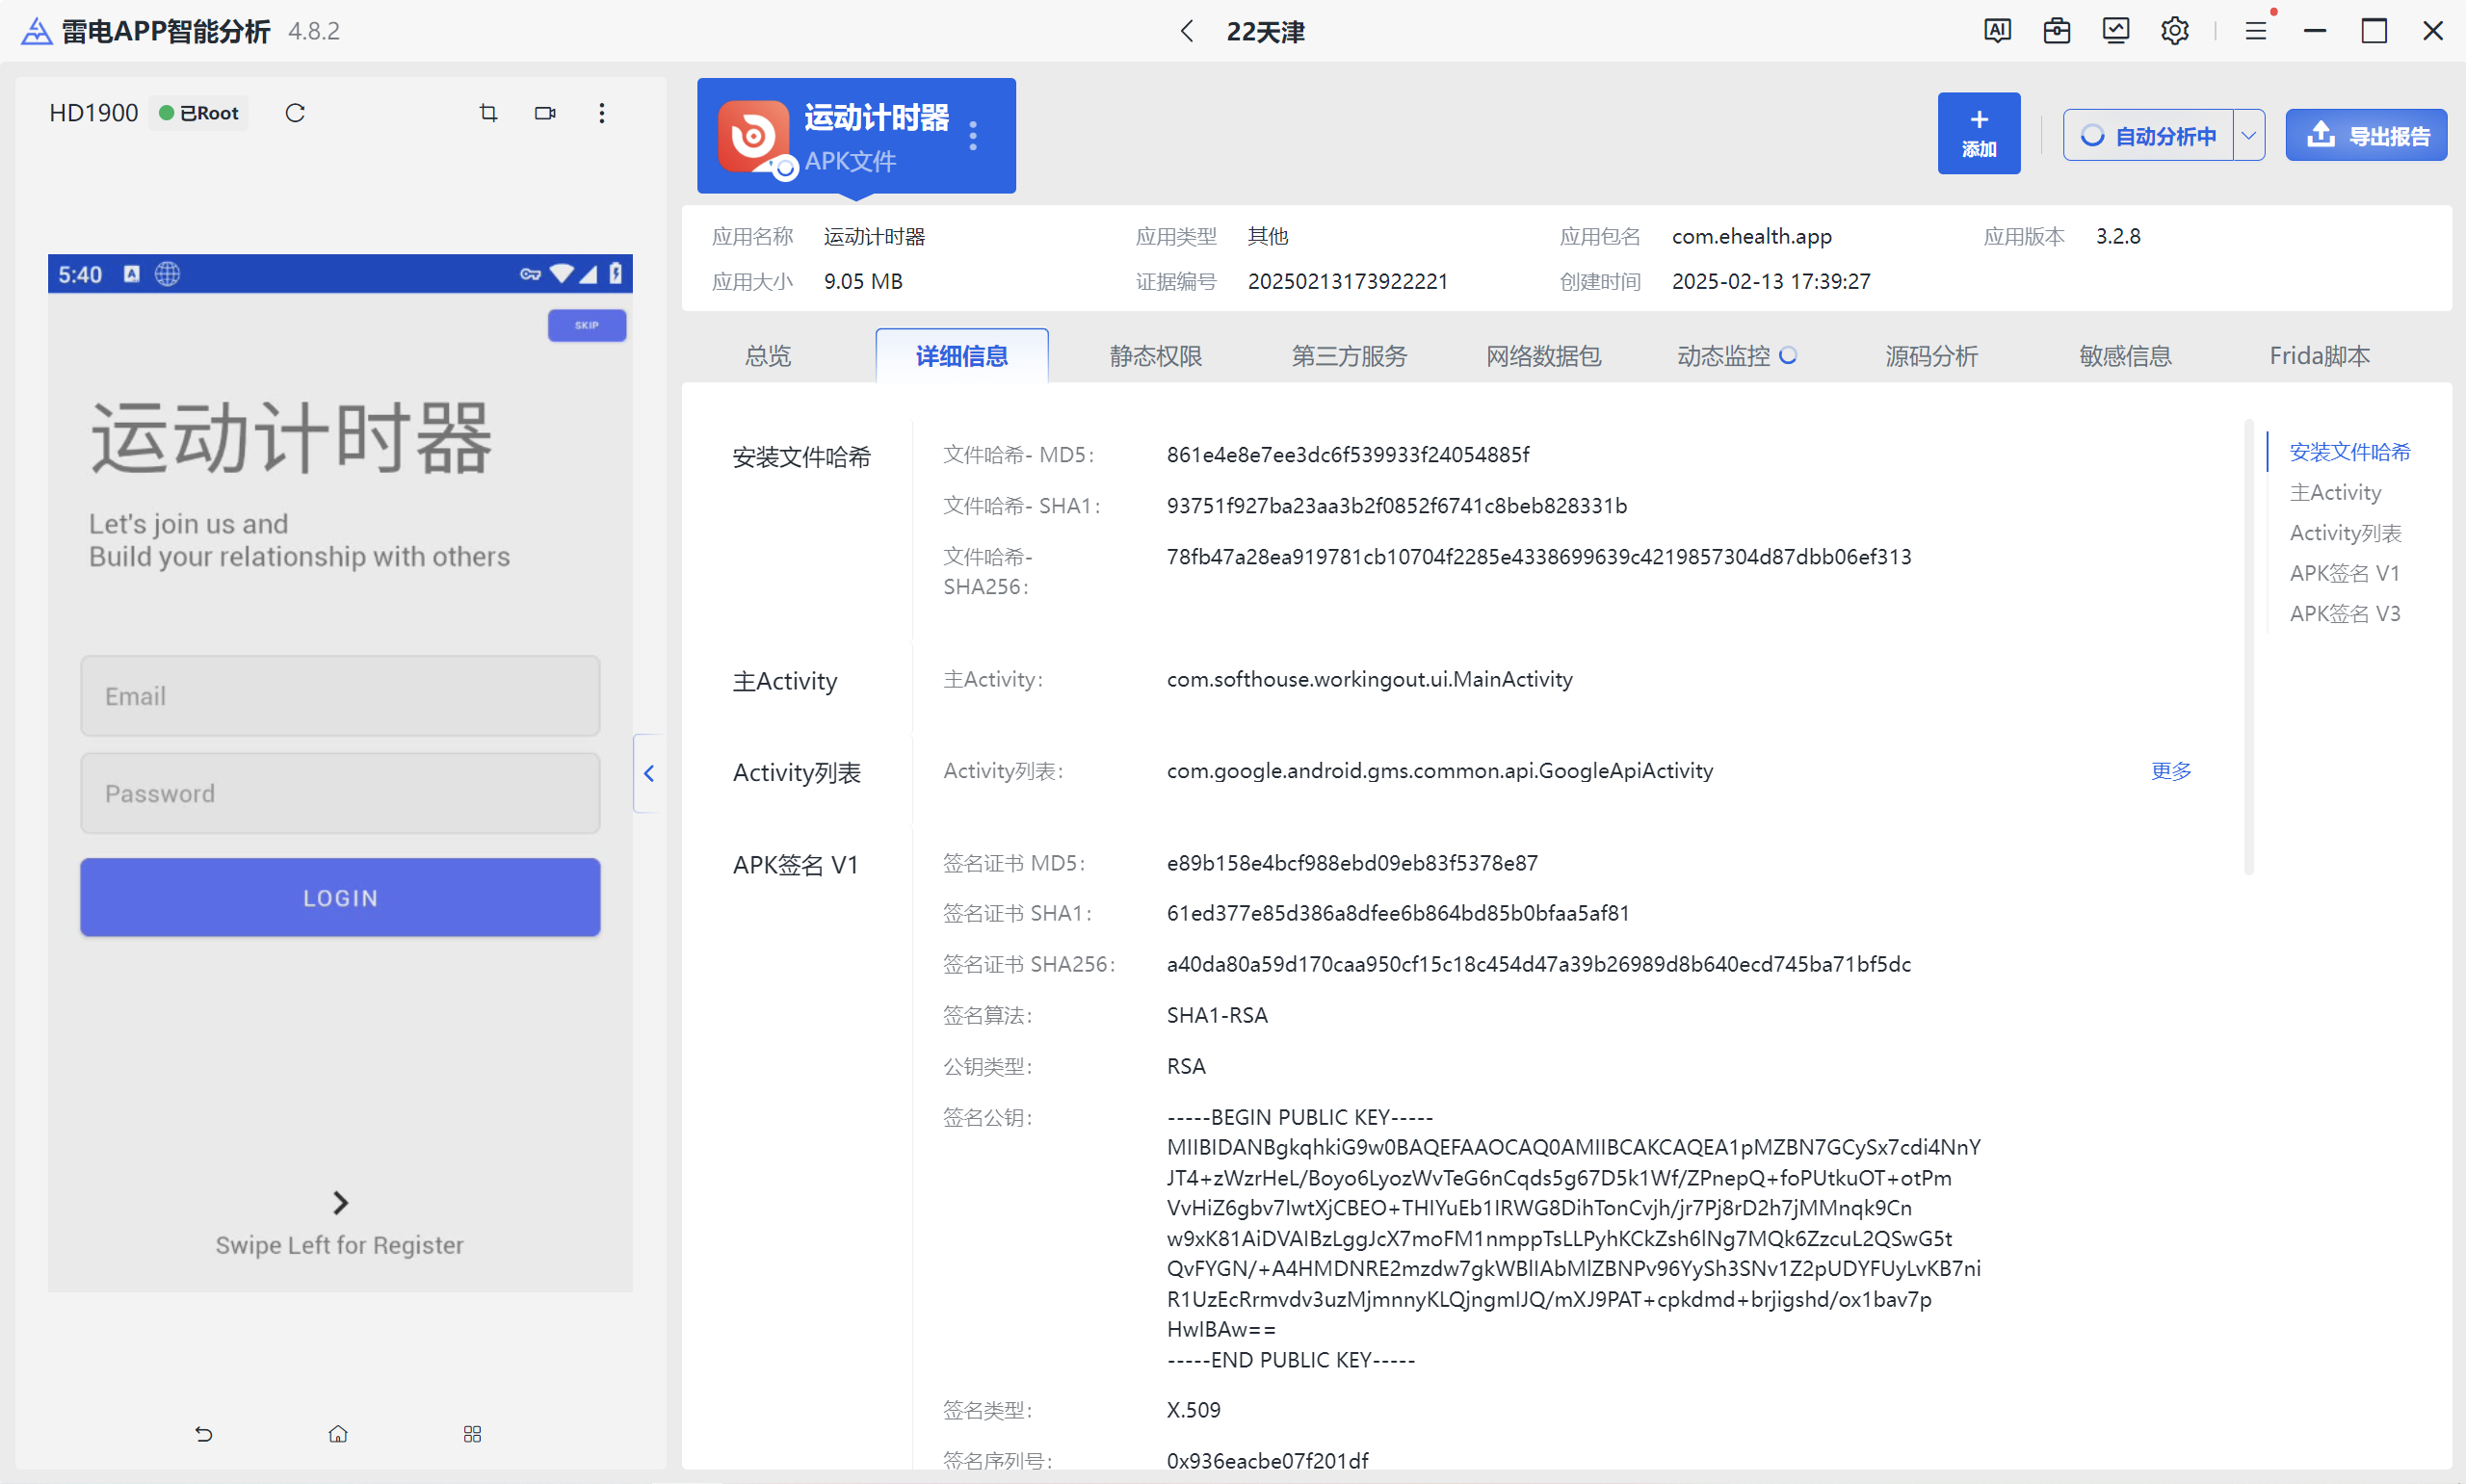 雷电APP智能分析 4.8.2
22天津
AI
HD1900 已Root
运动计时器
APK文件
添加
自动分析中
导出报告
应用名称 运动计时器 应用类型 其他 应用包名 com.ehealth.app 应用版本 3.2.8
应用大小 9.05 MB 证据编号 20250213173922221 创建时间 2025-02-13 17:39:27
总览 详细信息 静态权限 第三方服务 网络数据包 动态监控 源码分析 敏感信息 Frida脚本
5:40
SKIP
运动计时器
Let's join us and
Build your relationship with others
Email
Password
LOGIN
Swipe Left for Register
安装文件哈希 文件哈希- MD5: 861e4e8e7ee3dc6f539933f24054885f
文件哈希- SHA1: 93751f927ba23aa3b2f0852f6741c8beb828331b
文件哈希- SHA256: 78fb47a28ea919781cb10704f2285e4338699639c4219857304d87dbb06ef313
主Activity 主Activity: com.softhouse.workingout.ui.MainActivity
Activity列表 Activity列表: com.google.android.gms.common.api.GoogleApiActivity 更多
APK签名 V1 签名证书 MD5: e89b158e4bcf988ebd09eb83f5378e87
签名证书 SHA1: 61ed377e85d386a8dfee6b864bd85b0bfaa5af81
签名证书 SHA256: a40da80a59d170caa950cf15c18c454d47a39b26989d8b640ecd745ba71bf5dc
签名算法: SHA1-RSA
公钥类型: RSA
签名公钥: -----BEGIN PUBLIC KEY-----
MIIBIDANBgkqhkiG9w0BAQEFAAOCAQ0AMIIBCAKCAQEA1pMZBN7GCySx7cdi4NnY
JT4+zWzrHeL/Boyo6LyozWvTeG6nCqds5g67D5k1Wf/ZPnepQ+foPUtkuOT+otPm
VvHiZ6gbv7IwtXjCBEO+THIYuEb1IRWG8DihTonCvjh/jr7Pj8rD2h7jMMnqk9Cn
w9xK81AiDVAIBzLggJcX7moFM1nmppTsLLPyhKCkZsh6lNg7MQk6ZzcuL2QSwG5t
QvFYGN/+A4HMDNRE2mzdw7gkWBlIAbMlZBNPv96YySh3SNv1Z2pUDYFUyLvKB7ni
R1UzEcRrmvdv3uzMjmnnyKLQjngmIJQ/mXJ9PAT+cpkdmd+brjigshd/ox1bav7p
HwIBAw==
-----END PUBLIC KEY-----
签名类型: X.509
签名序列号: 0x936eacbe07f201df
安装文件哈希
主Activity
Activity列表
APK签名 V1
APK签名 V3